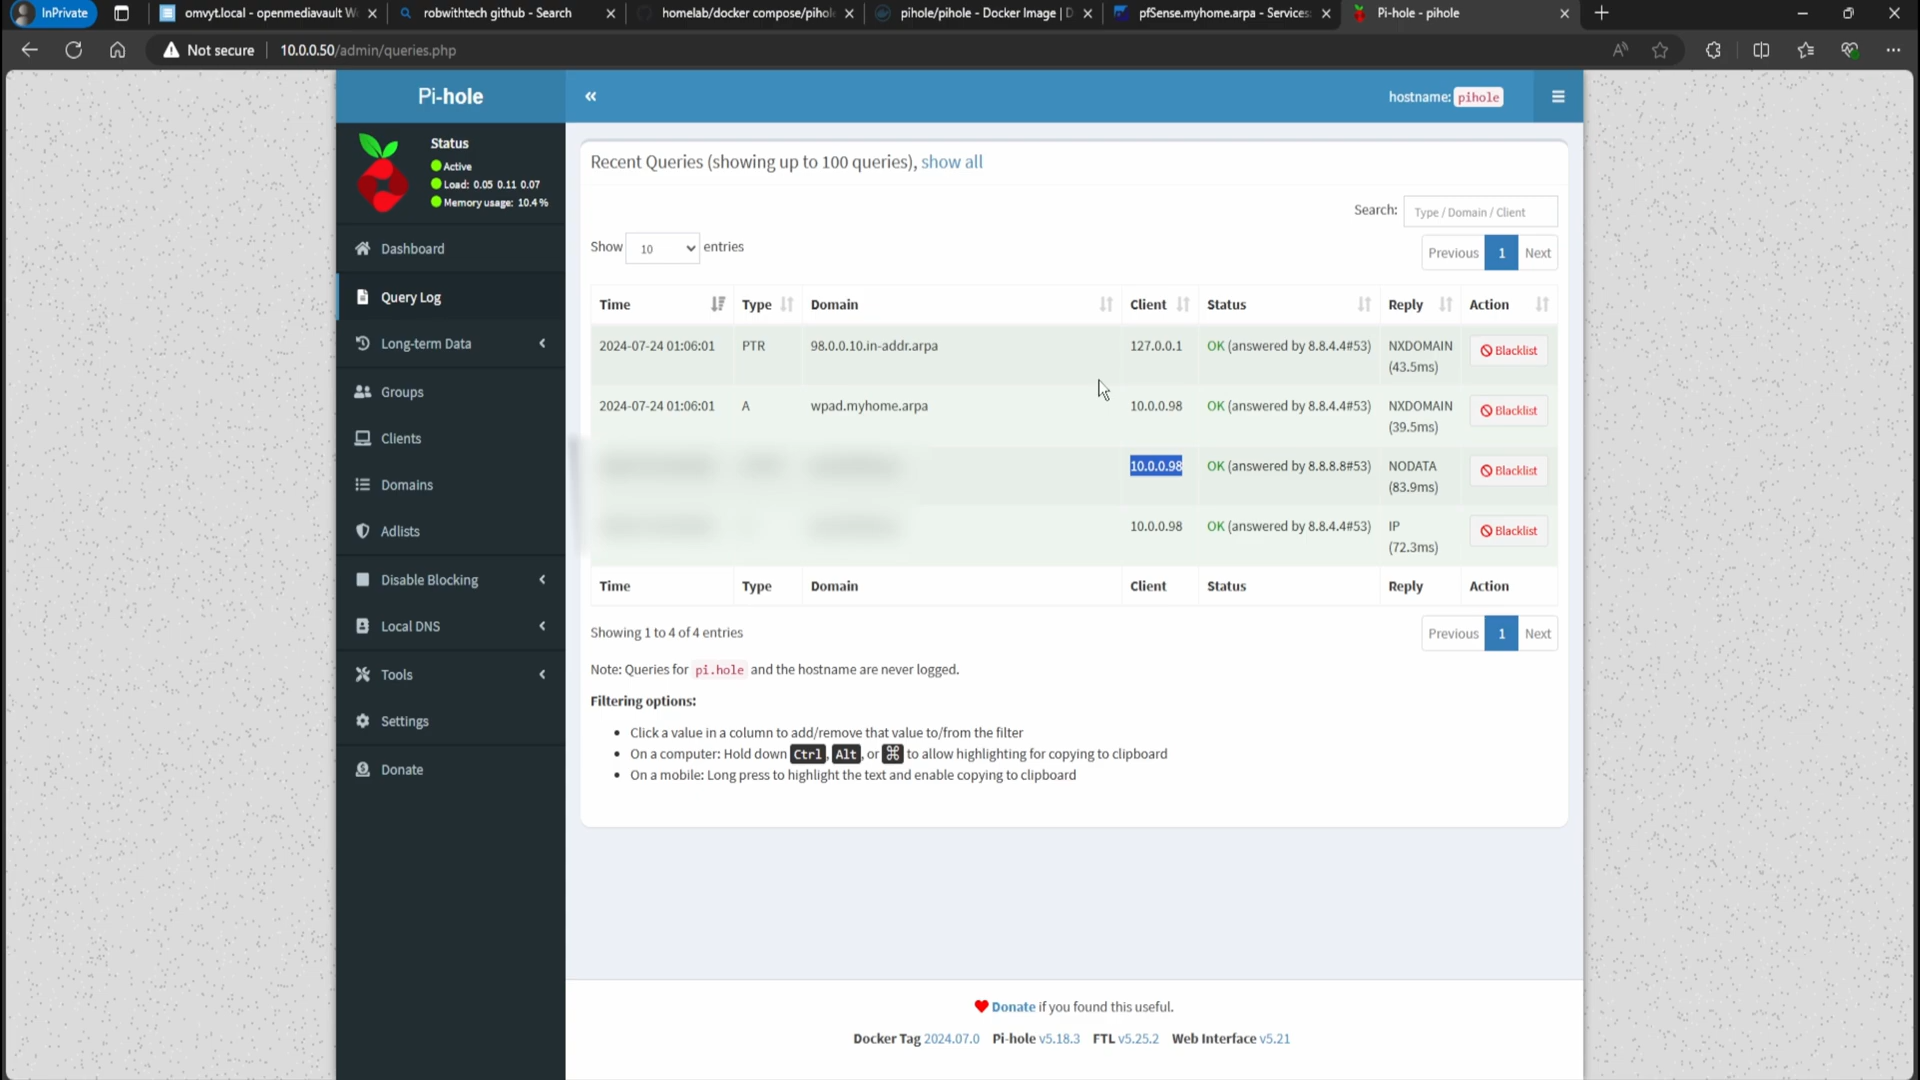 InPrivate
omvyt.local - openmediavault W
robwithtech github - Search
homelab/docker compose/pihol
pihole/pihole - Docker Image | D
pfSense.myhome.arpa - Services:
Pi-hole - pihole
Not secure
10.0.0.50/admin/queries.php
Pi-hole
hostname: pihole
Status
Active
Load: 0.05 0.11 0.07
Memory usage: 10.4 %
Dashboard
Query Log
Long-term Data
Groups
Clients
Domains
Adlists
Disable Blocking
Local DNS
Tools
Settings
Donate
Recent Queries (showing up to 100 queries), show all
Search: Type / Domain / Client
Show 10 entries
Previous 1 Next
Time Type Domain Client Status Reply Action
2024-07-24 01:06:01 PTR 98.0.0.10.in-addr.arpa 127.0.0.1 OK (answered by 8.8.4.4#53) NXDOMAIN Blacklist
(43.5ms)
2024-07-24 01:06:01 A wpad.myhome.arpa 10.0.0.98 OK (answered by 8.8.4.4#53) NXDOMAIN Blacklist
(39.5ms)
10.0.0.98 OK (answered by 8.8.8.8#53) NODATA Blacklist
(83.9ms)
10.0.0.98 OK (answered by 8.8.4.4#53) IP Blacklist
(72.3ms)
Time Type Domain Client Status Reply Action
Showing 1 to 4 of 4 entries
Previous 1 Next
Note: Queries for pi.hole and the hostname are never logged.
Filtering options:
Click a value in a column to add/remove that value to/from the filter
On a computer: Hold down Ctrl, Alt, or ⌘ to allow highlighting for copying to clipboard
On a mobile: Long press to highlight the text and enable copying to clipboard
Donate if you found this useful.
Docker Tag 2024.07.0 Pi-hole v5.18.3 FTL v5.25.2 Web Interface v5.21